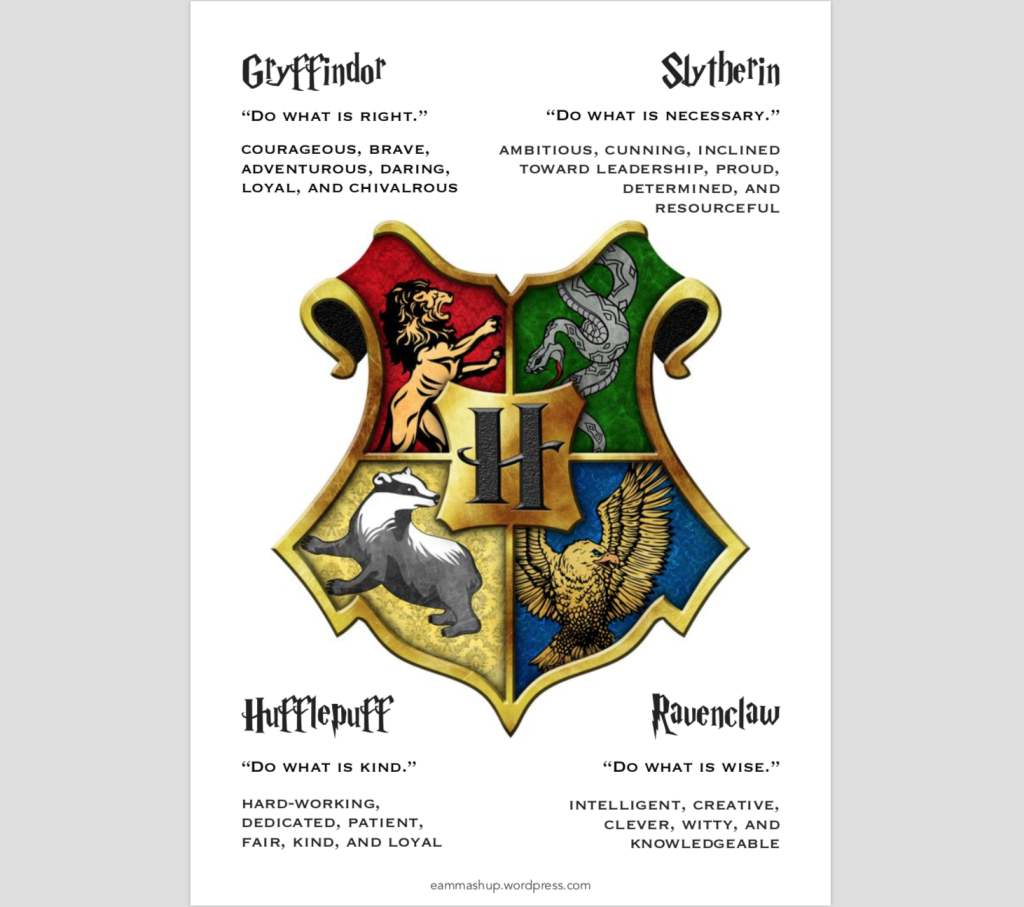 Gryffindor
“Do what is right.”
courageous, brave,
adventurous, daring,
loyal, and chivalrous
Slytherin
“Do what is necessary.”
ambitious, cunning, inclined
toward leadership, proud,
determined, and
resourceful
H
Hufflepuff
“Do what is kind.”
hard-working,
dedicated, patient,
fair, kind, and loyal
Ravenclaw
“Do what is wise.”
intelligent, creative,
clever, witty, and
knowledgeable
eammashup.wordpress.com